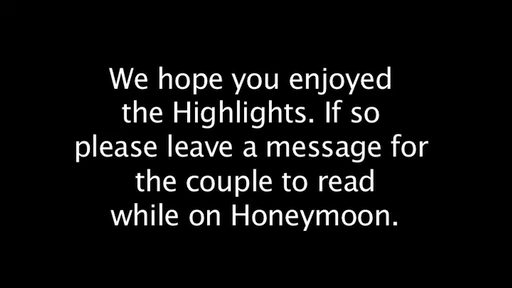 We hope you enjoyed
the Highlights. If so
please leave a message for
the couple to read
while on Honeymoon.